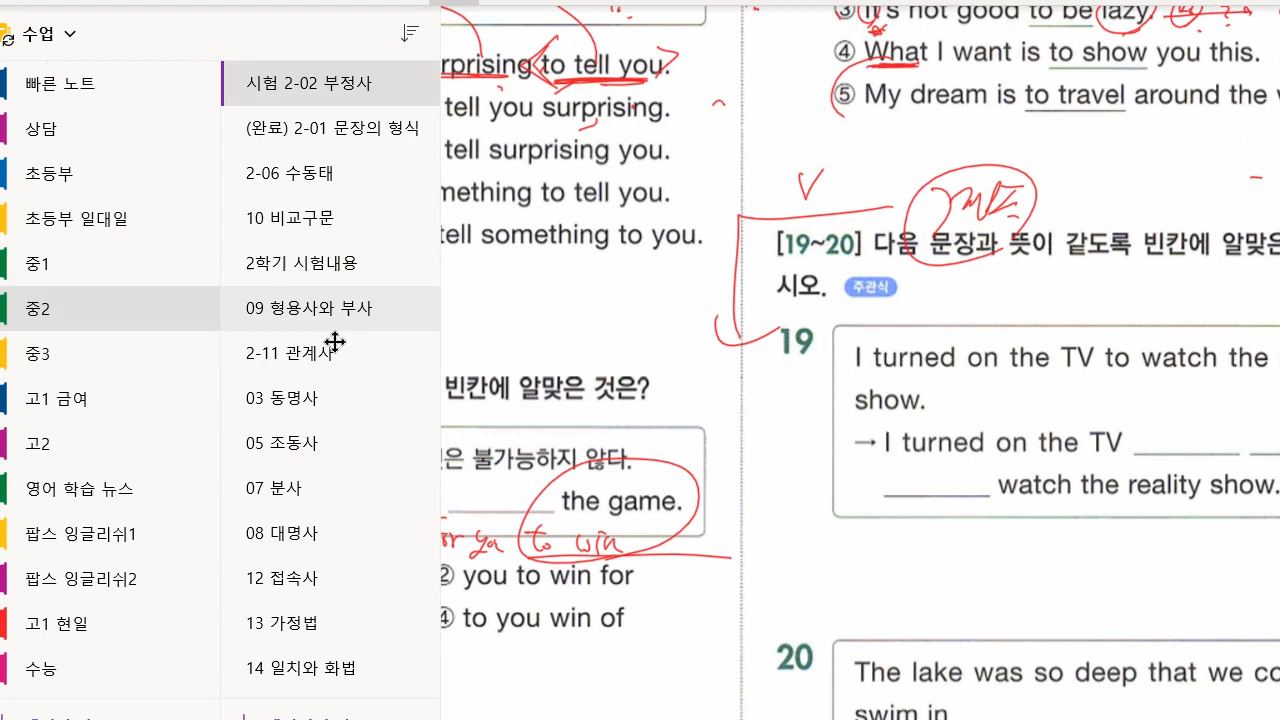 수업
빠른 노트
상담
초등부
초등부 일대일
중1
중2
중3
고1 금여
고2
영어 학습 뉴스
팝스 잉글리쉬1
팝스 잉글리쉬2
고1 현일
수능
시험 2-02 부정사
(완료) 2-01 문장의 형식
2-06 수동태
10 비교구문
2학기 시험내용
09 형용사와 부사
2-11 관계사
03 동명사
05 조동사
07 분사
08 대명사
12 접속사
13 가정법
14 일치와 화법
rprising to tell you.
tell you surprising.
tell surprising you.
mething to tell you.
tell something to you.
빈칸에 알맞은 것은?
은 불가능하지 않다.
the game.
to win
② you to win for
④ to you win of
③ It's not good to be lazy.
④ What I want is to show you this.
⑤ My dream is to travel around the
[19~20] 다음 문장과 뜻이 같도록 빈칸에 알맞은
시오. 주관식
19
I turned on the TV to watch the
show.
→ I turned on the TV
watch the reality show.
20
The lake was so deep that we co
swim in